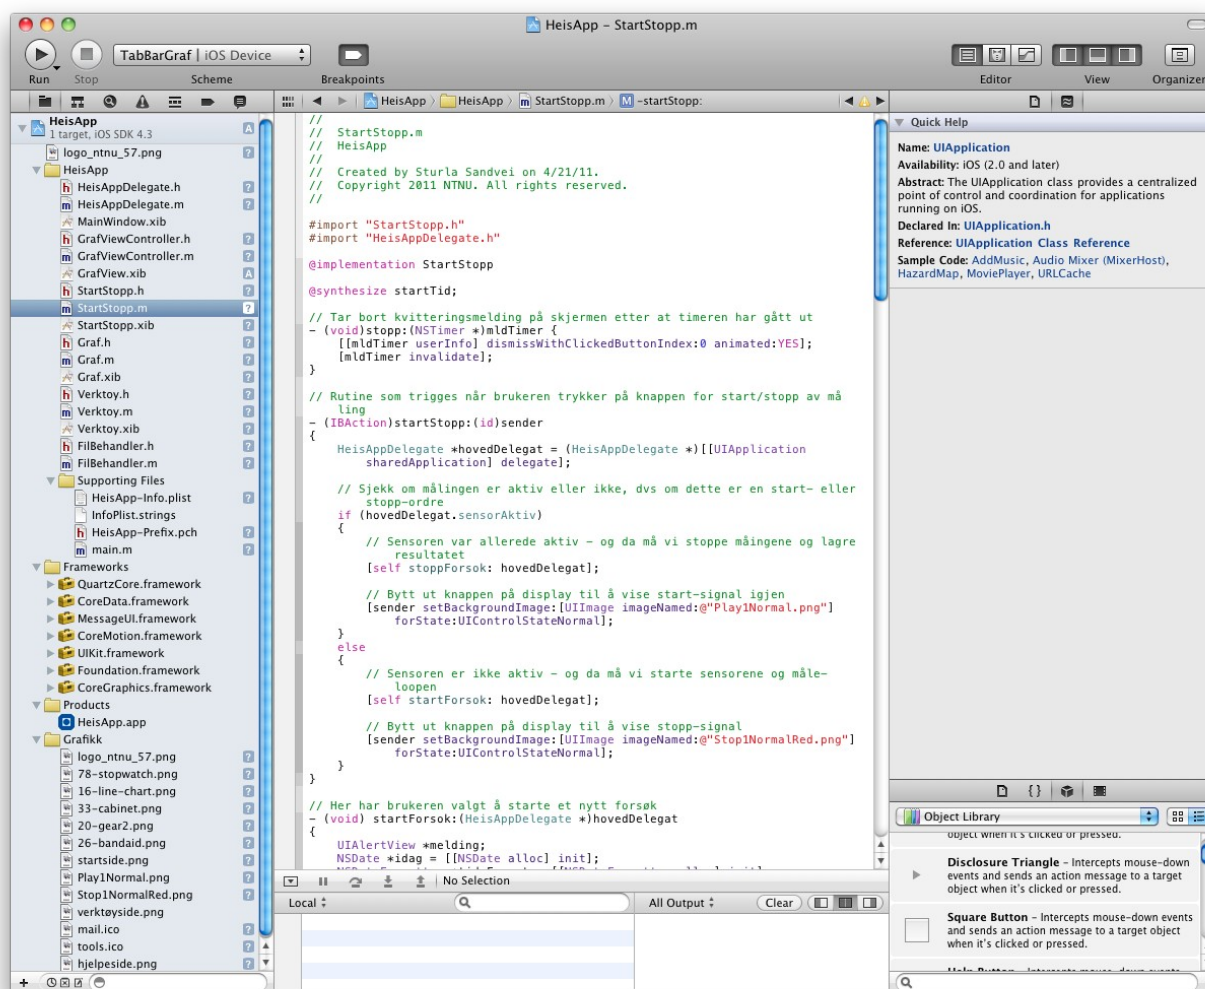 HeisApp – StartStopp.m
TabBarGraf | iOS Device
Run
Stop
Scheme
Breakpoints
Editor
View
Organizer
HeisApp
1 target, iOS SDK 4.3
A
logo_ntnu_57.png ?
HeisApp
HeisAppDelegate.h ?
HeisAppDelegate.m ?
MainWindow.xib
GrafViewController.h ?
GrafViewController.m ?
GrafView.xib A
StartStopp.h ?
StartStopp.m ?
StartStopp.xib ?
Graf.h ?
Graf.m ?
Graf.xib ?
Verktoy.h ?
Verktoy.m ?
Verktoy.xib ?
FilBehandler.h ?
FilBehandler.m ?
Supporting Files
HeisApp-Info.plist ?
InfoPlist.strings
HeisApp-Prefix.pch ?
main.m ?
Frameworks
QuartzCore.framework
CoreData.framework
MessageUI.framework
CoreMotion.framework
UIKit.framework
Foundation.framework
CoreGraphics.framework
Products
HeisApp.app
Grafikk
logo_ntnu_57.png ?
78-stopwatch.png ?
16-line-chart.png ?
33-cabinet.png ?
20-gear2.png ?
26-bandaid.png ?
startside.png ?
Play1Normal.png ?
Stop1NormalRed.png ?
verktøyside.png
mail.ico ?
tools.ico ?
hjelpeside.png ?
HeisApp HeisApp StartStopp.m M -startStopp:
//
// StartStopp.m
// HeisApp
//
// Created by Sturla Sandvei on 4/21/11.
// Copyright 2011 NTNU. All rights reserved.
//
#import "StartStopp.h"
#import "HeisAppDelegate.h"
@implementation StartStopp
@synthesize startTid;
// Tar bort kvitteringsmelding på skjermen etter at timeren har gått ut
- (void)stopp:(NSTimer *)mldTimer {
[[mldTimer userInfo] dismissWithClickedButtonIndex:0 animated:YES];
[mldTimer invalidate];
}
// Rutine som trigges når brukeren trykker på knappen for start/stopp av må
ling
- (IBAction)startStopp:(id)sender
{
HeisAppDelegate *hovedDelegat = (HeisAppDelegate *)[[UIApplication
sharedApplication] delegate];
// Sjekk om målingen er aktiv eller ikke, dvs om dette er en start- eller
stopp-ordre
if (hovedDelegat.sensorAktiv)
{
// Sensoren var allerede aktiv - og da må vi stoppe måingene og lagre
resultatet
[self stoppForsok: hovedDelegat];
// Bytt ut knappen på display til å vise start-signal igjen
[sender setBackgroundImage:[UIImage imageNamed:@"Play1Normal.png"]
forState:UIControlStateNormal];
}
else
{
// Sensoren er ikke aktiv - og da må vi starte sensorene og måle-
loopen
[self startForsok: hovedDelegat];
// Bytt ut knappen på display til å vise stopp-signal
[sender setBackgroundImage:[UIImage imageNamed:@"Stop1NormalRed.png"]
forState:UIControlStateNormal];
}
}
// Her har brukeren valgt å starte et nytt forsøk
- (void) startForsok:(HeisAppDelegate *)hovedDelegat
{
UIAlertView *melding;
NSDate *idag = [[NSDate alloc] init];
No Selection
Local
All Output
Clear
Quick Help
Name: UIApplication
Availability: iOS (2.0 and later)
Abstract: The UIApplication class provides a centralized
point of control and coordination for applications
running on iOS.
Declared In: UIApplication.h
Reference: UIApplication Class Reference
Sample Code: AddMusic, Audio Mixer (MixerHost),
HazardMap, MoviePlayer, URLCache
{}
Object Library
object when it's clicked or pressed.
Disclosure Triangle – Intercepts mouse-down
events and sends an action message to a target
object when it's clicked or pressed.
Square Button – Intercepts mouse-down events
and sends an action message to a target object
when it's clicked or pressed.